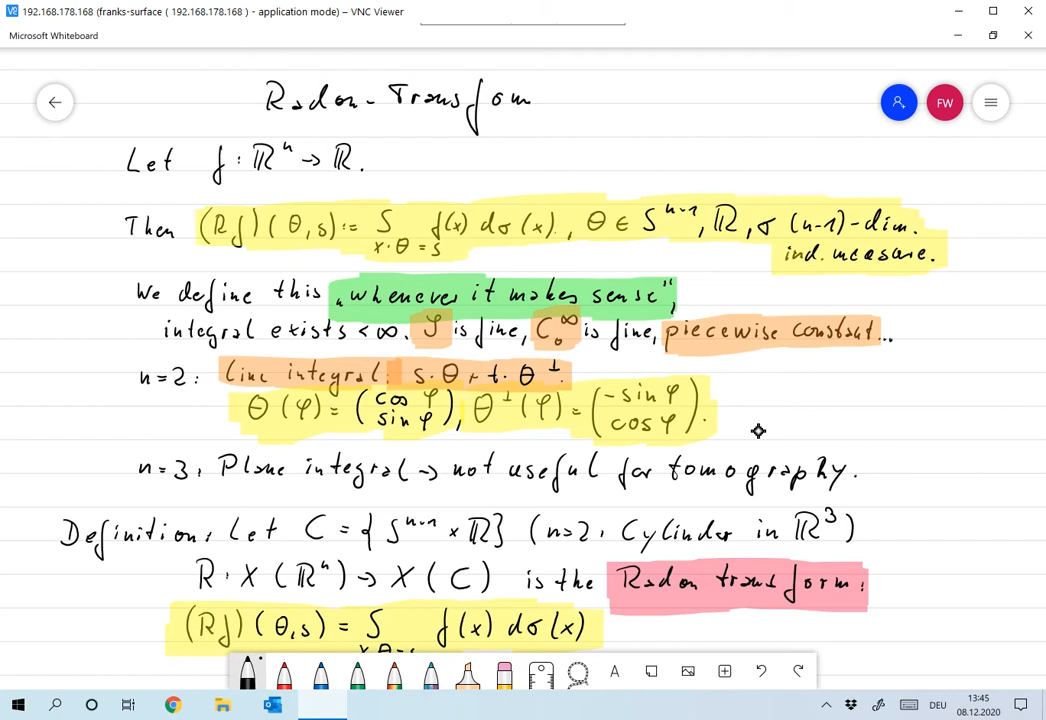 192.168.178.168 (franks-surface ( 192.168.178.168 ) - application mode) – VNC Viewer
Microsoft Whiteboard
Radon-Transform
FW
Let f : ℝⁿ → ℝ.
Then (Rf)(θ,s) := ∫_{x·θ=s} f(x) dσ(x), θ ∈ S^{n-1}, ℝ, σ (n-1)-dim.
ind. measure.
We define this „whenever it makes sense",
integral exists < ∞. 𝒮 is fine, C₀^∞ is fine, piecewise constant...
n=2: Line integral: s·θ + t·θ^⊥.
θ(φ) = (cos φ sin φ), θ^⊥(φ) = (-sin φ cos φ).
n=3: Plane integral → not useful for tomography.
Definition: Let C = {S^{n-1} × ℝ} (n=2: Cylinder in ℝ³)
R: X(ℝⁿ) → X(C) is the Radon transform:
(Rf)(θ,s) = ∫_{x·θ=s} f(x) dσ(x)
A
DEU
13:45
08.12.2020